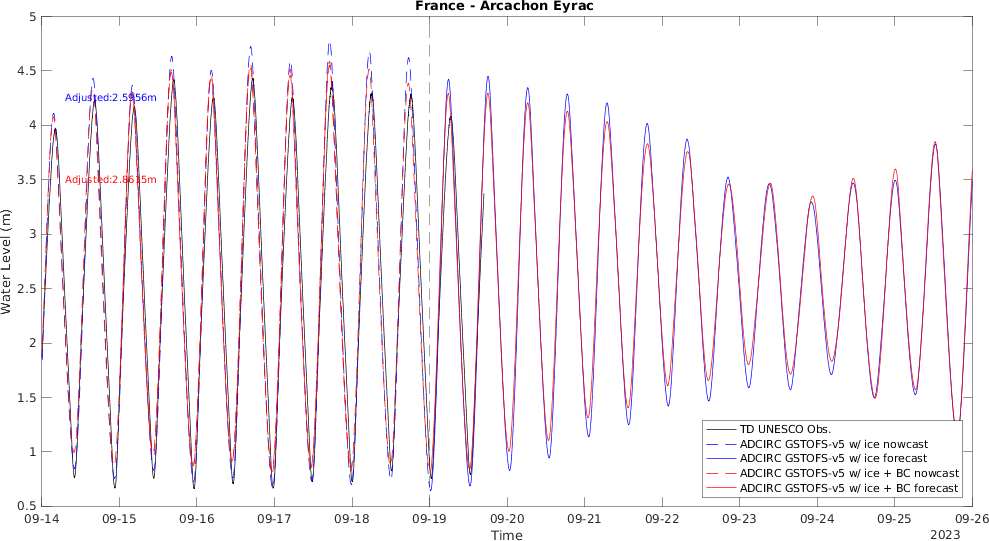 France - Arcachon Eyrac
5
4.5
4
3.5
3
2.5
2
1.5
1
0.5
Water Level (m)
Adjusted:2.5956m
Adjusted:2.8615m
TD UNESCO Obs.
ADCIRC GSTOFS-v5 w/ ice nowcast
ADCIRC GSTOFS-v5 w/ ice forecast
ADCIRC GSTOFS-v5 w/ ice + BC nowcast
ADCIRC GSTOFS-v5 w/ ice + BC forecast
09-14 09-15 09-16 09-17 09-18 09-19 09-20 09-21 09-22 09-23 09-24 09-25 09-26
Time
2023